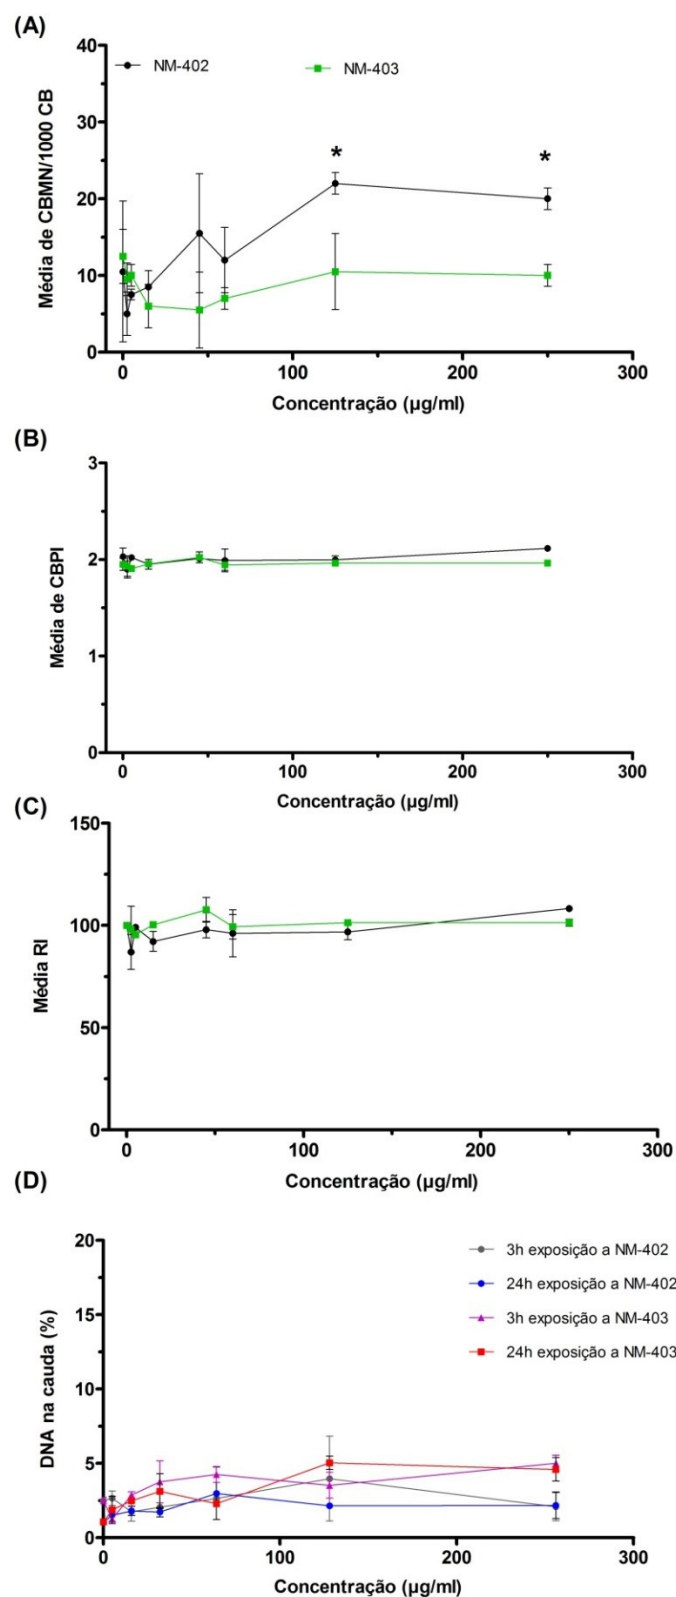 (A)
NM-402
NM-403
40
30
20
10
0
*
*
Média de CBMN/1000 CB
0
100
200
300
Concentração (µg/ml)
(B)
3
2
1
0
Média de CBPI
0
100
200
300
Concentração (µg/ml)
(C)
150
100
50
0
Média RI
0
100
200
300
Concentração (µg/ml)
(D)
20
15
10
5
0
DNA na cauda (%)
3h exposição a NM-402
24h exposição a NM-402
3h exposição a NM-403
24h exposição a NM-403
0
100
200
300
Concentração (µg/ml)